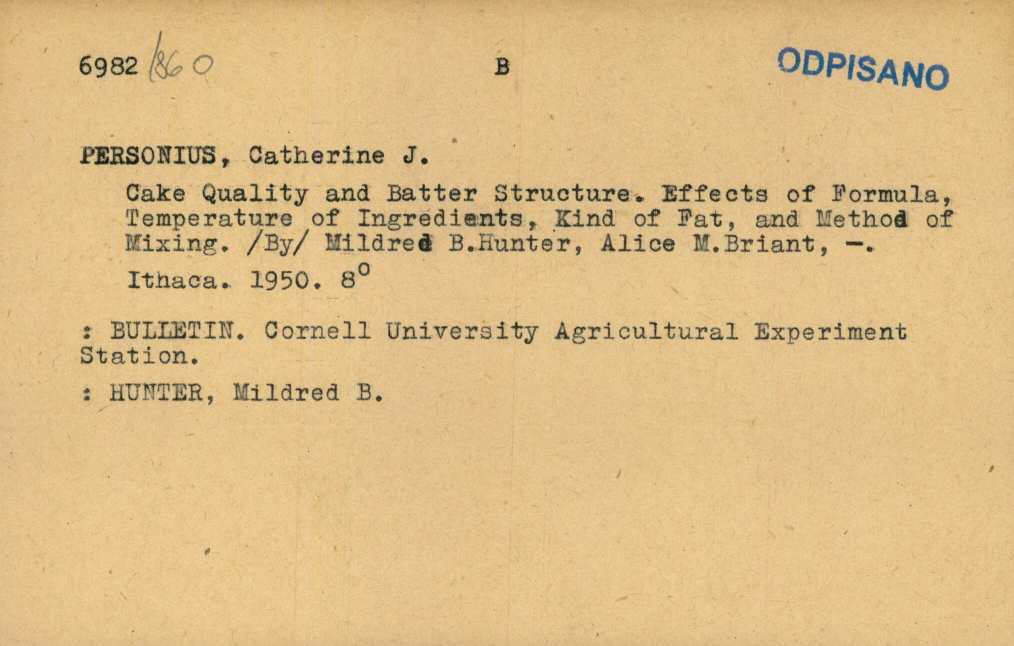 6982 /860 B ODPISANO
PERSONIUS, Catherine J.
Cake Quality and Batter Structure. Effects of Formula,
Temperature of Ingredients, Kind of Fat, and Method of
Mixing. /By/ Mildred B.Hunter, Alice M.Briant, —.
Ithaca. 1950. 8º
: BULLETIN. Cornell University Agricultural Experiment
Station.
: HUNTER, Mildred B.